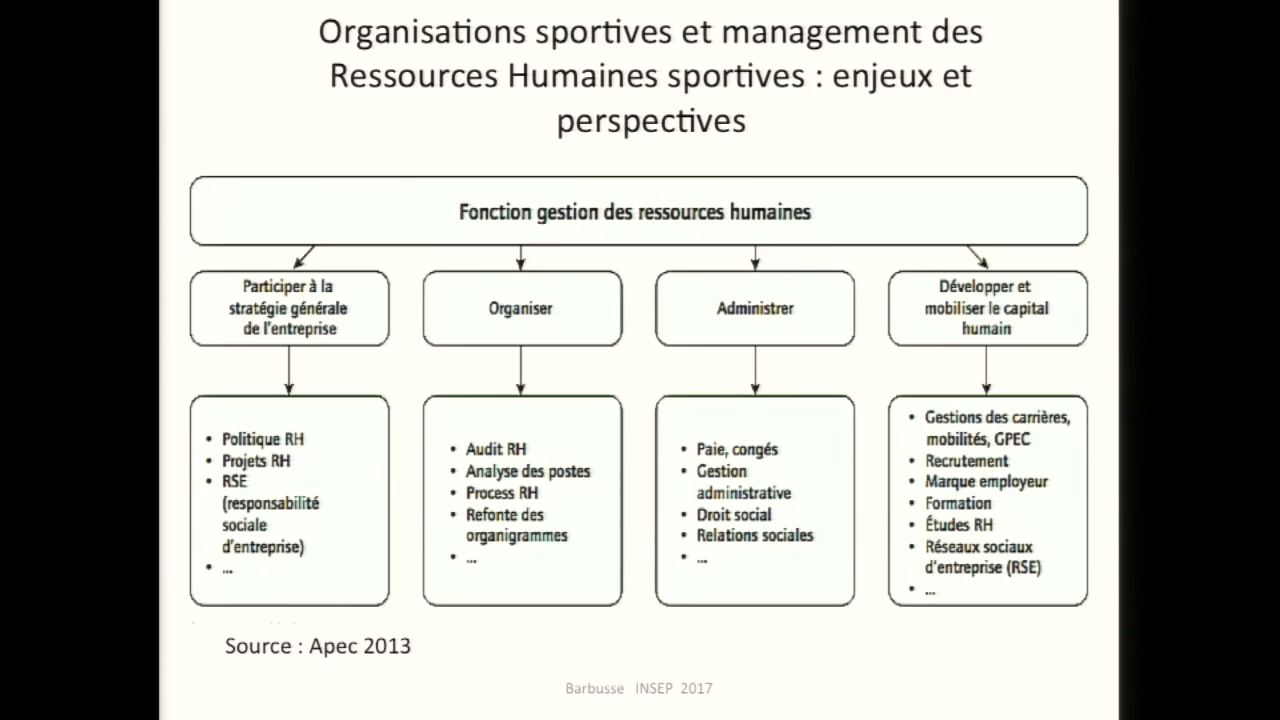 Organisations sportives et management des
Ressources Humaines sportives : enjeux et
perspectives
Fonction gestion des ressources humaines
Participer à la
stratégie générale
de l'entreprise
Organiser
Administrer
Développer et
mobiliser le capital
humain
• Politique RH
• Projets RH
• RSE
(responsabilité
sociale
d'entreprise)
• ...
• Audit RH
• Analyse des postes
• Process RH
• Refonte des
organigrammes
• ...
• Paie, congés
• Gestion
administrative
• Droit social
• Relations sociales
• ...
• Gestions des carrières,
mobilités, GPEC
• Recrutement
• Marque employeur
• Formation
• Études RH
• Réseaux sociaux
d'entreprise (RSE)
• ...
Source : Apec 2013
Barbusse INSEP 2017